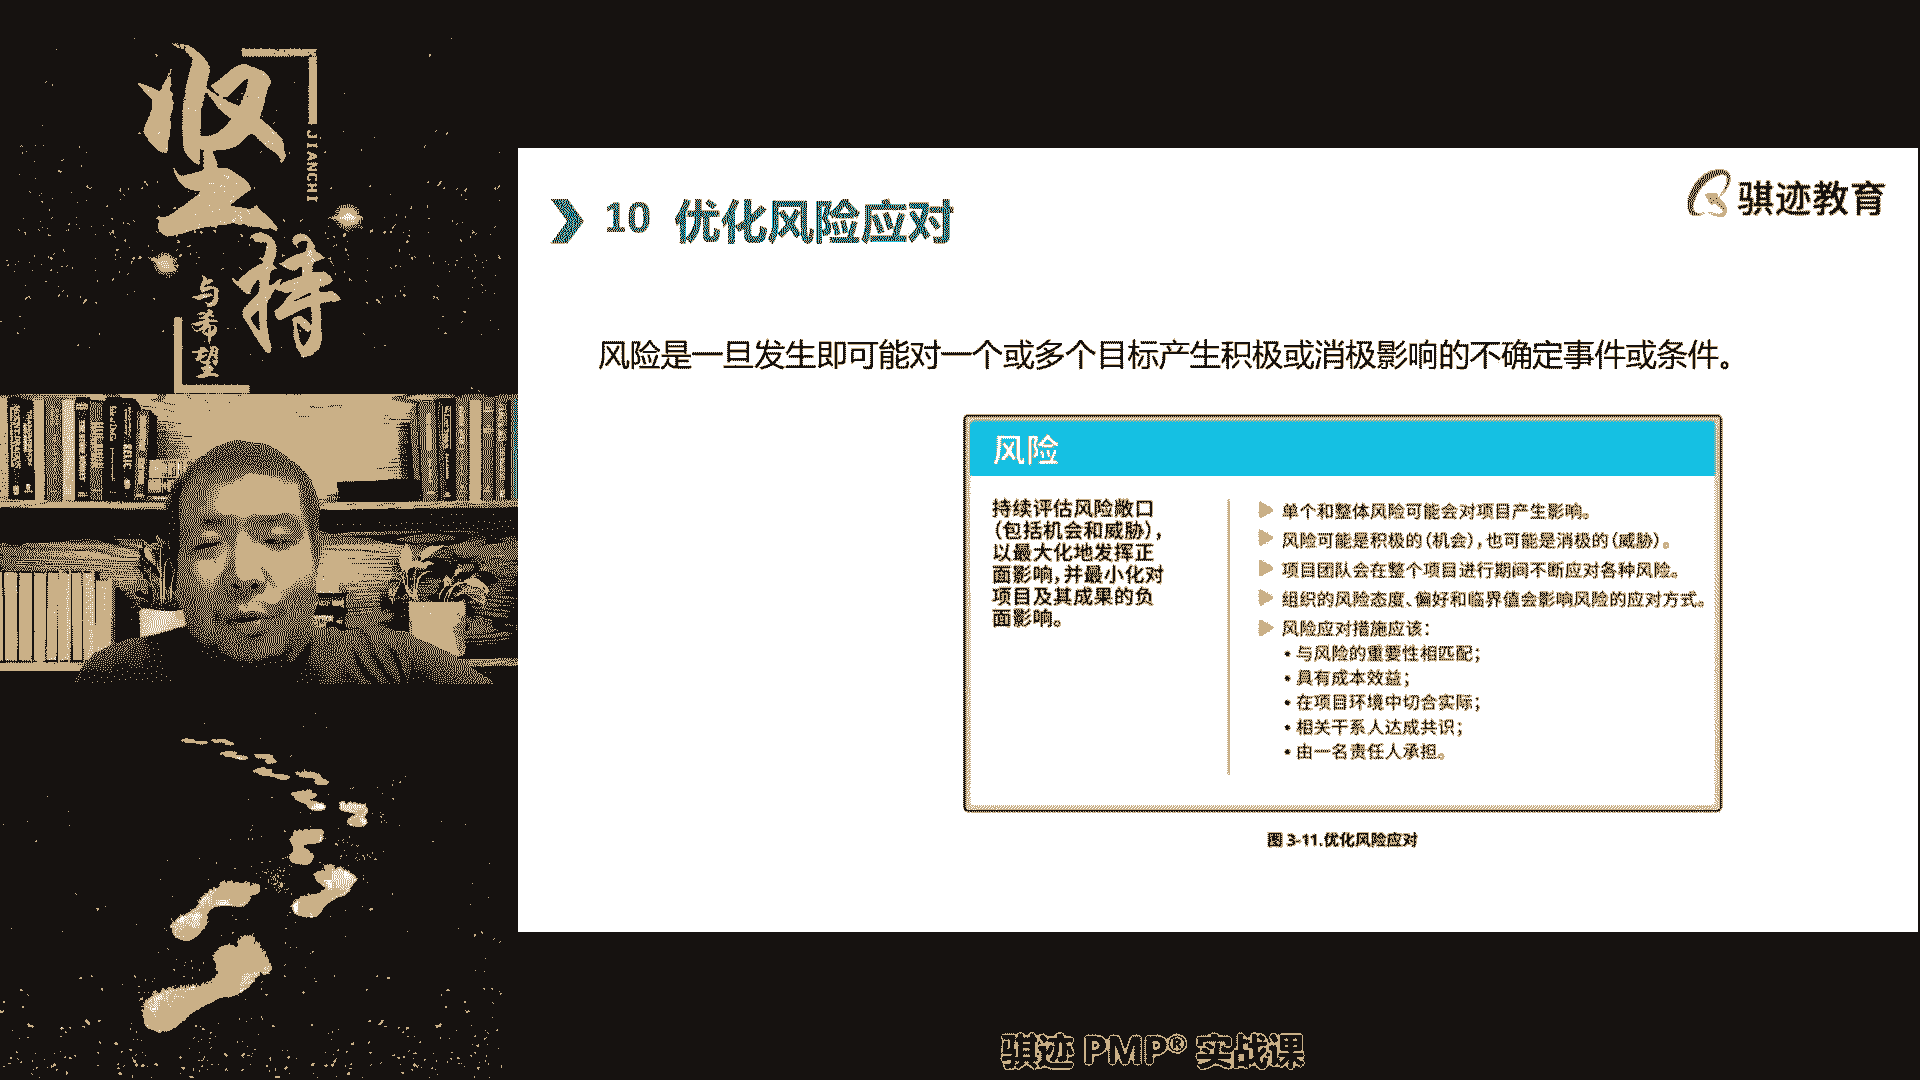 坚持
JIANCHI
与希望
骐迹教育
10 优化风险应对
风险是一旦发生即可能对一个或多个目标产生积极或消极影响的不确定事件或条件。
风险
持续评估风险敞口
(包括机会和威胁),
以最大化地发挥正
面影响,并最小化对
项目及其成果的负
面影响。
单个和整体风险可能会对项目产生影响。
风险可能是积极的(机会),也可能是消极的(威胁)。
项目团队会在整个项目进行期间不断应对各种风险。
组织的风险态度、偏好和临界值会影响风险的应对方式。
风险应对措施应该:
• 与风险的重要性相匹配;
• 具有成本效益;
• 在项目环境中切合实际;
• 相关干系人达成共识;
• 由一名责任人承担。
图 3-11.优化风险应对
骐迹 PMP® 实战课